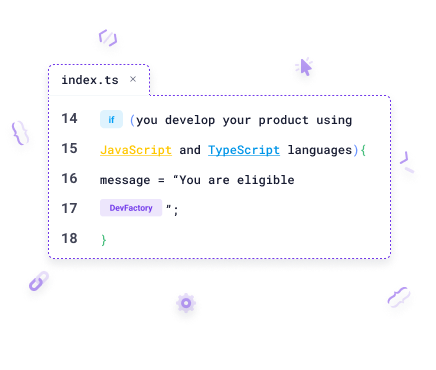 index.ts ×
14 if (you develop your product using
15 JavaScript and TypeScript languages){
16 message = “You are eligible
17 DevFactory ”;
18 }